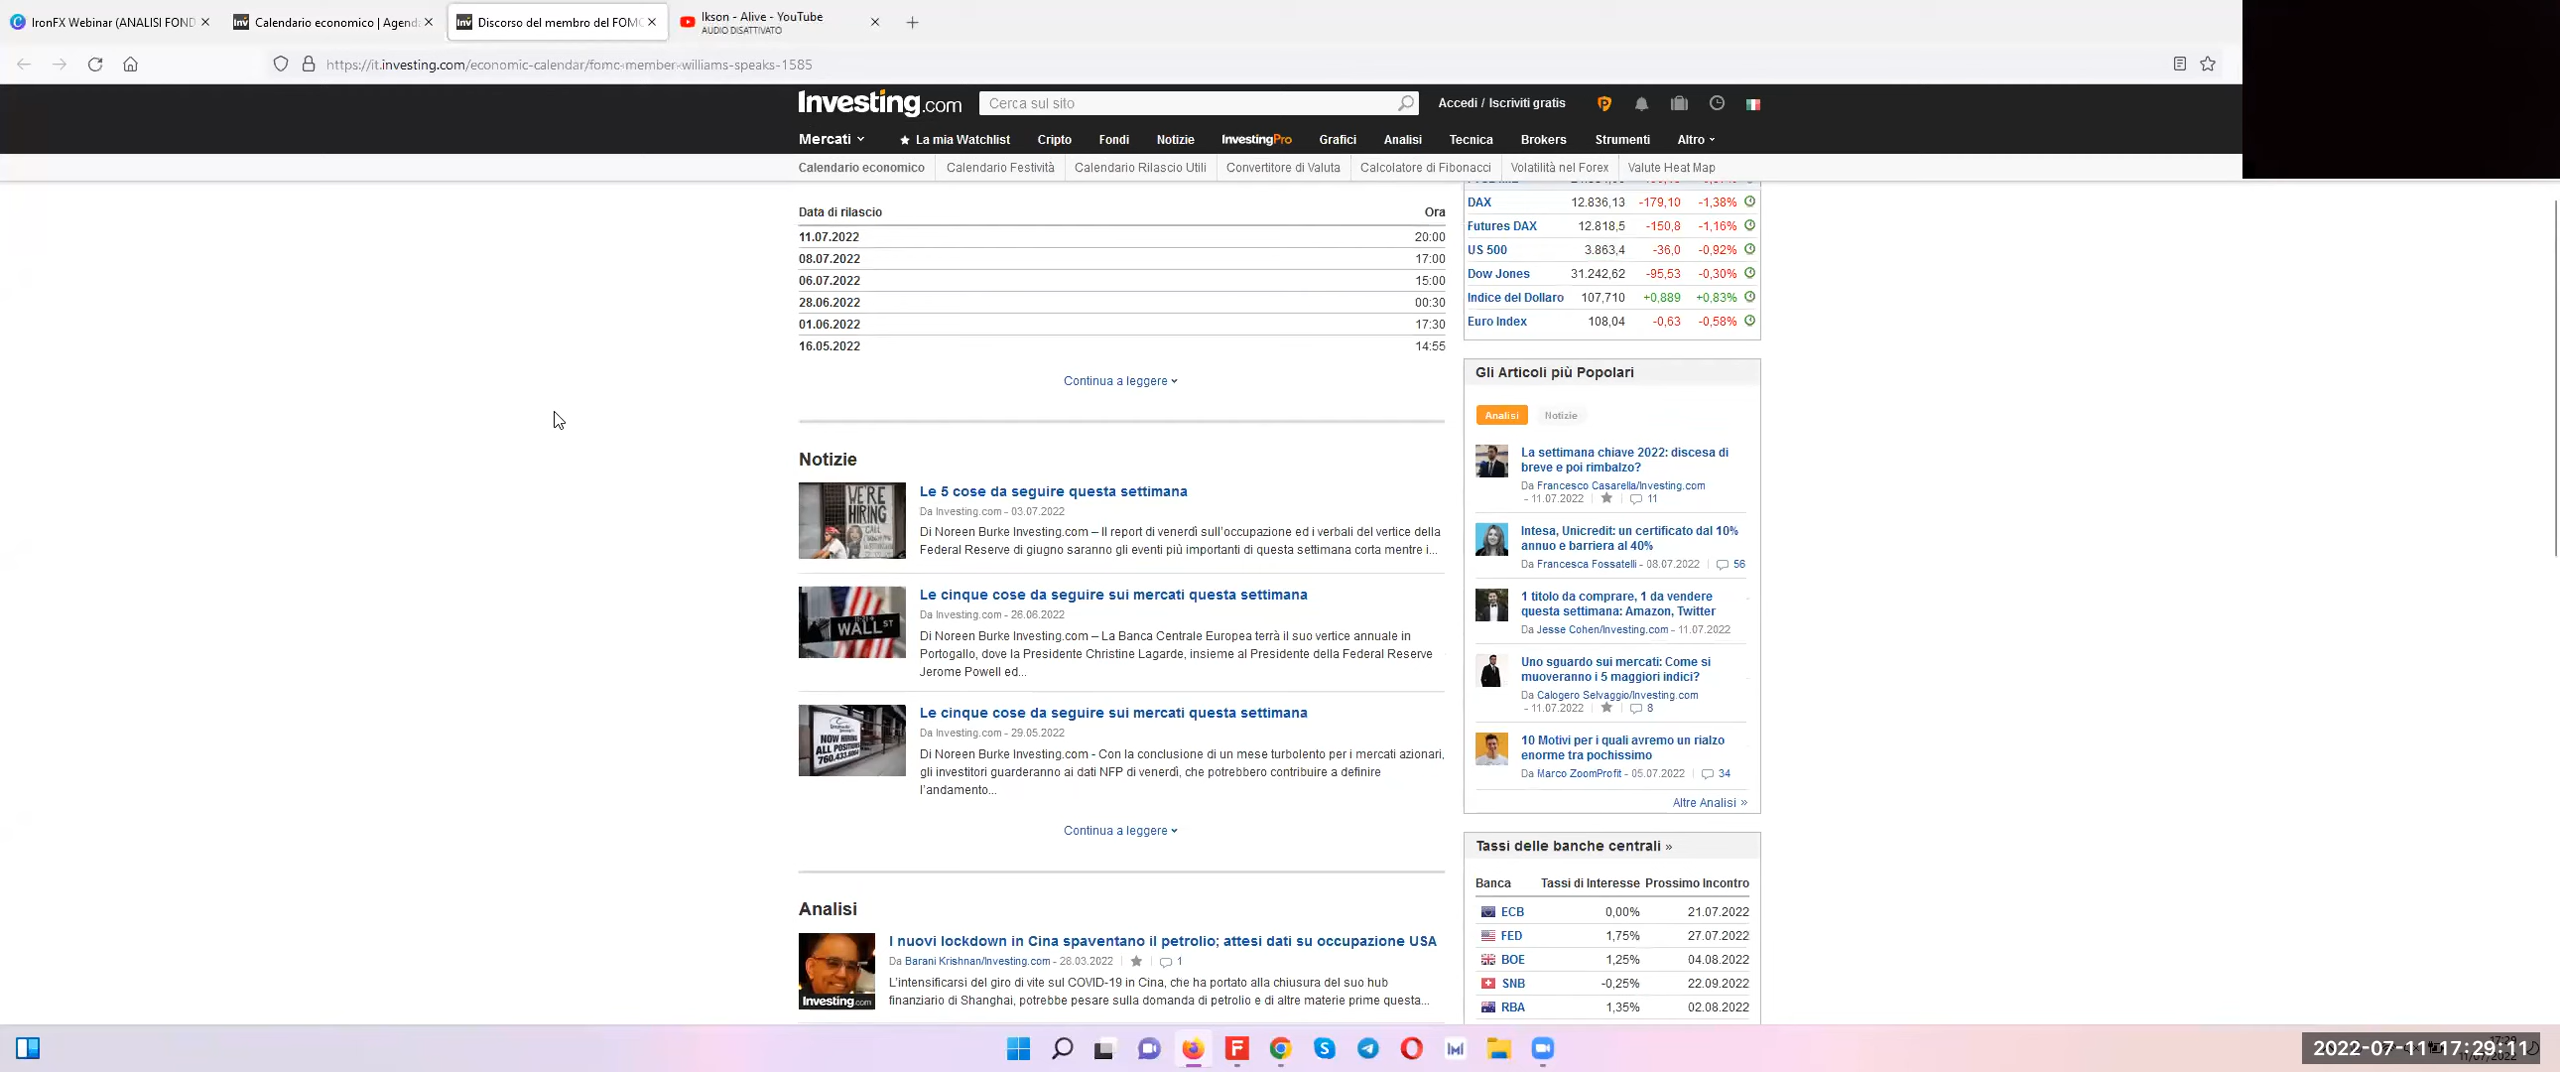 IronFX Webinar (ANALISI FOND
Calendario economico | Agend
Discorso del membro del FOMC
Ikson - Alive - YouTube
AUDIO DISATTIVATO
https://it.investing.com/economic-calendar/fomc-member-williams-speaks-1585
Investing.com
Cerca sul sito
Accedi / Iscriviti gratis
Mercati
La mia Watchlist
Cripto
Fondi
Notizie
InvestingPro
Grafici
Analisi
Tecnica
Brokers
Strumenti
Altro
Calendario economico
Calendario Festività
Calendario Rilascio Utili
Convertitore di Valuta
Calcolatore di Fibonacci
Volatilità nel Forex
Valute Heat Map
Data di rilascio Ora
11.07.2022 20:00
08.07.2022 17:00
06.07.2022 15:00
28.06.2022 00:30
01.06.2022 17:30
16.05.2022 14:55
Continua a leggere
Notizie
Le 5 cose da seguire questa settimana
Da Investing.com - 03.07.2022
Di Noreen Burke Investing.com – Il report di venerdì sull'occupazione ed i verbali del vertice della
Federal Reserve di giugno saranno gli eventi più importanti di questa settimana corta mentre i...
WE'RE
HIRING
Le cinque cose da seguire sui mercati questa settimana
Da Investing.com - 26.06.2022
Di Noreen Burke Investing.com – La Banca Centrale Europea terrà il suo vertice annuale in
Portogallo, dove la Presidente Christine Lagarde, insieme al Presidente della Federal Reserve
Jerome Powell ed...
WALL ST
Le cinque cose da seguire sui mercati questa settimana
Da Investing.com - 29.05.2022
Di Noreen Burke Investing.com - Con la conclusione di un mese turbolento per i mercati azionari,
gli investitori guarderanno ai dati NFP di venerdì, che potrebbero contribuire a definire
l'andamento...
NOW HIRING
ALL POSITIONS
Continua a leggere
Analisi
I nuovi lockdown in Cina spaventano il petrolio; attesi dati su occupazione USA
Da Barani Krishnan/Investing.com - 28.03.2022 1
L'intensificarsi del giro di vite sul COVID-19 in Cina, che ha portato alla chiusura del suo hub
finanziario di Shanghai, potrebbe pesare sulla domanda di petrolio e di altre materie prime questa...
Investing.com
DAX 12.836,13 -179,10 -1,38%
Futures DAX 12.818,5 -150,8 -1,16%
US 500 3.863,4 -36,0 -0,92%
Dow Jones 31.242,62 -95,53 -0,30%
Indice del Dollaro 107,710 +0,889 +0,83%
Euro Index 108,04 -0,63 -0,58%
Gli Articoli più Popolari
Analisi Notizie
La settimana chiave 2022: discesa di
breve e poi rimbalzo?
Da Francesco Casarella/Investing.com
- 11.07.2022 11
Intesa, Unicredit: un certificato dal 10%
annuo e barriera al 40%
Da Francesca Fossatelli - 08.07.2022 56
1 titolo da comprare, 1 da vendere
questa settimana: Amazon, Twitter
Da Jesse Cohen/Investing.com - 11.07.2022
Uno sguardo sui mercati: Come si
muoveranno i 5 maggiori indici?
Da Calogero Selvaggio/Investing.com
- 11.07.2022 8
10 Motivi per i quali avremo un rialzo
enorme tra pochissimo
Da Marco ZoomProfit - 05.07.2022 34
Altre Analisi »
Tassi delle banche centrali »
Banca Tassi di Interesse Prossimo Incontro
ECB 0,00% 21.07.2022
FED 1,75% 27.07.2022
BOE 1,25% 04.08.2022
SNB -0,25% 22.09.2022
RBA 1,35% 02.08.2022
2022-07-11 17:29:11